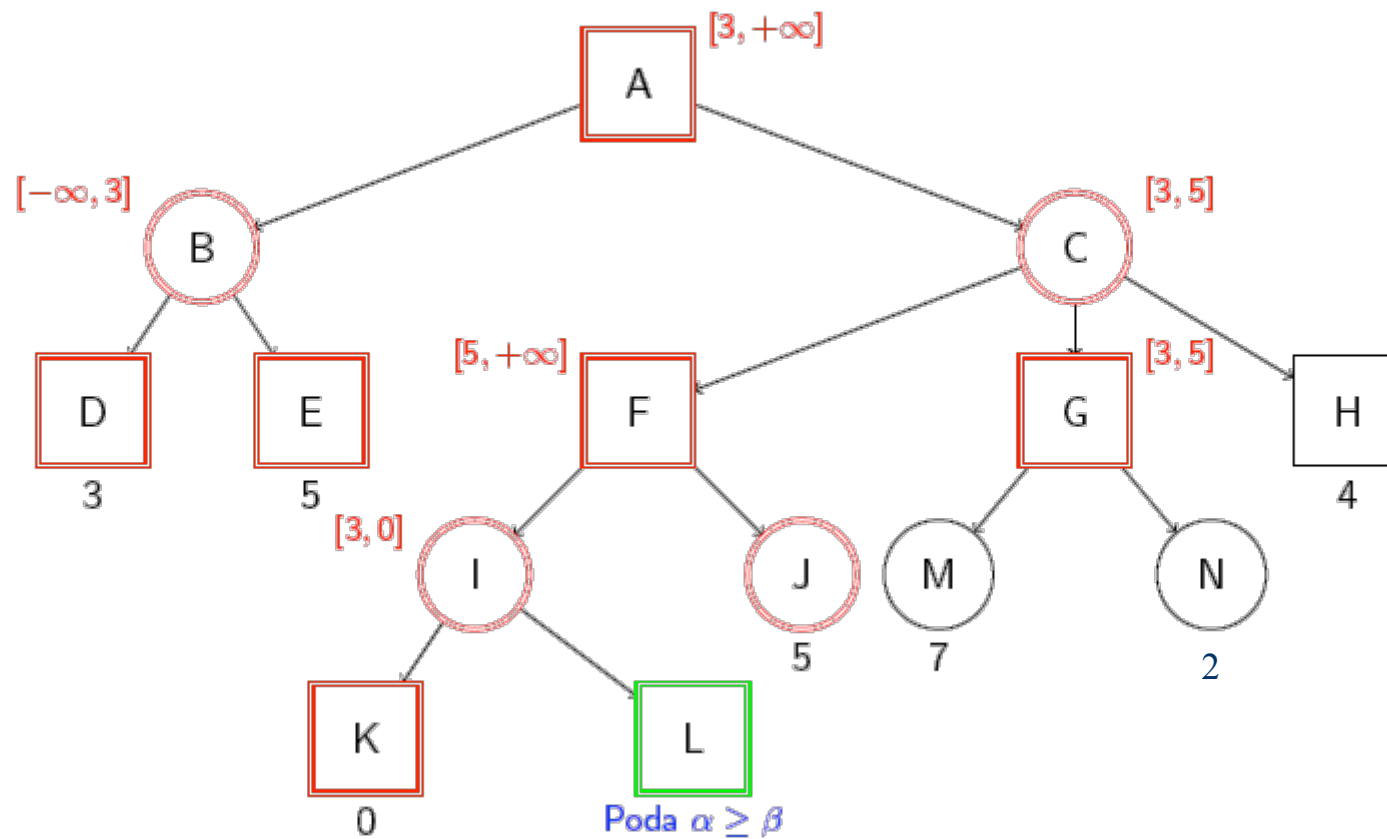 [3, +∞]
A
[−∞, 3]
B
C
[3, 5]
D
3
E
5
[5, +∞]
F
G
[3, 5]
H
4
[3, 0]
I
J
5
M
7
N
2
K
0
L
Poda α ≥ β